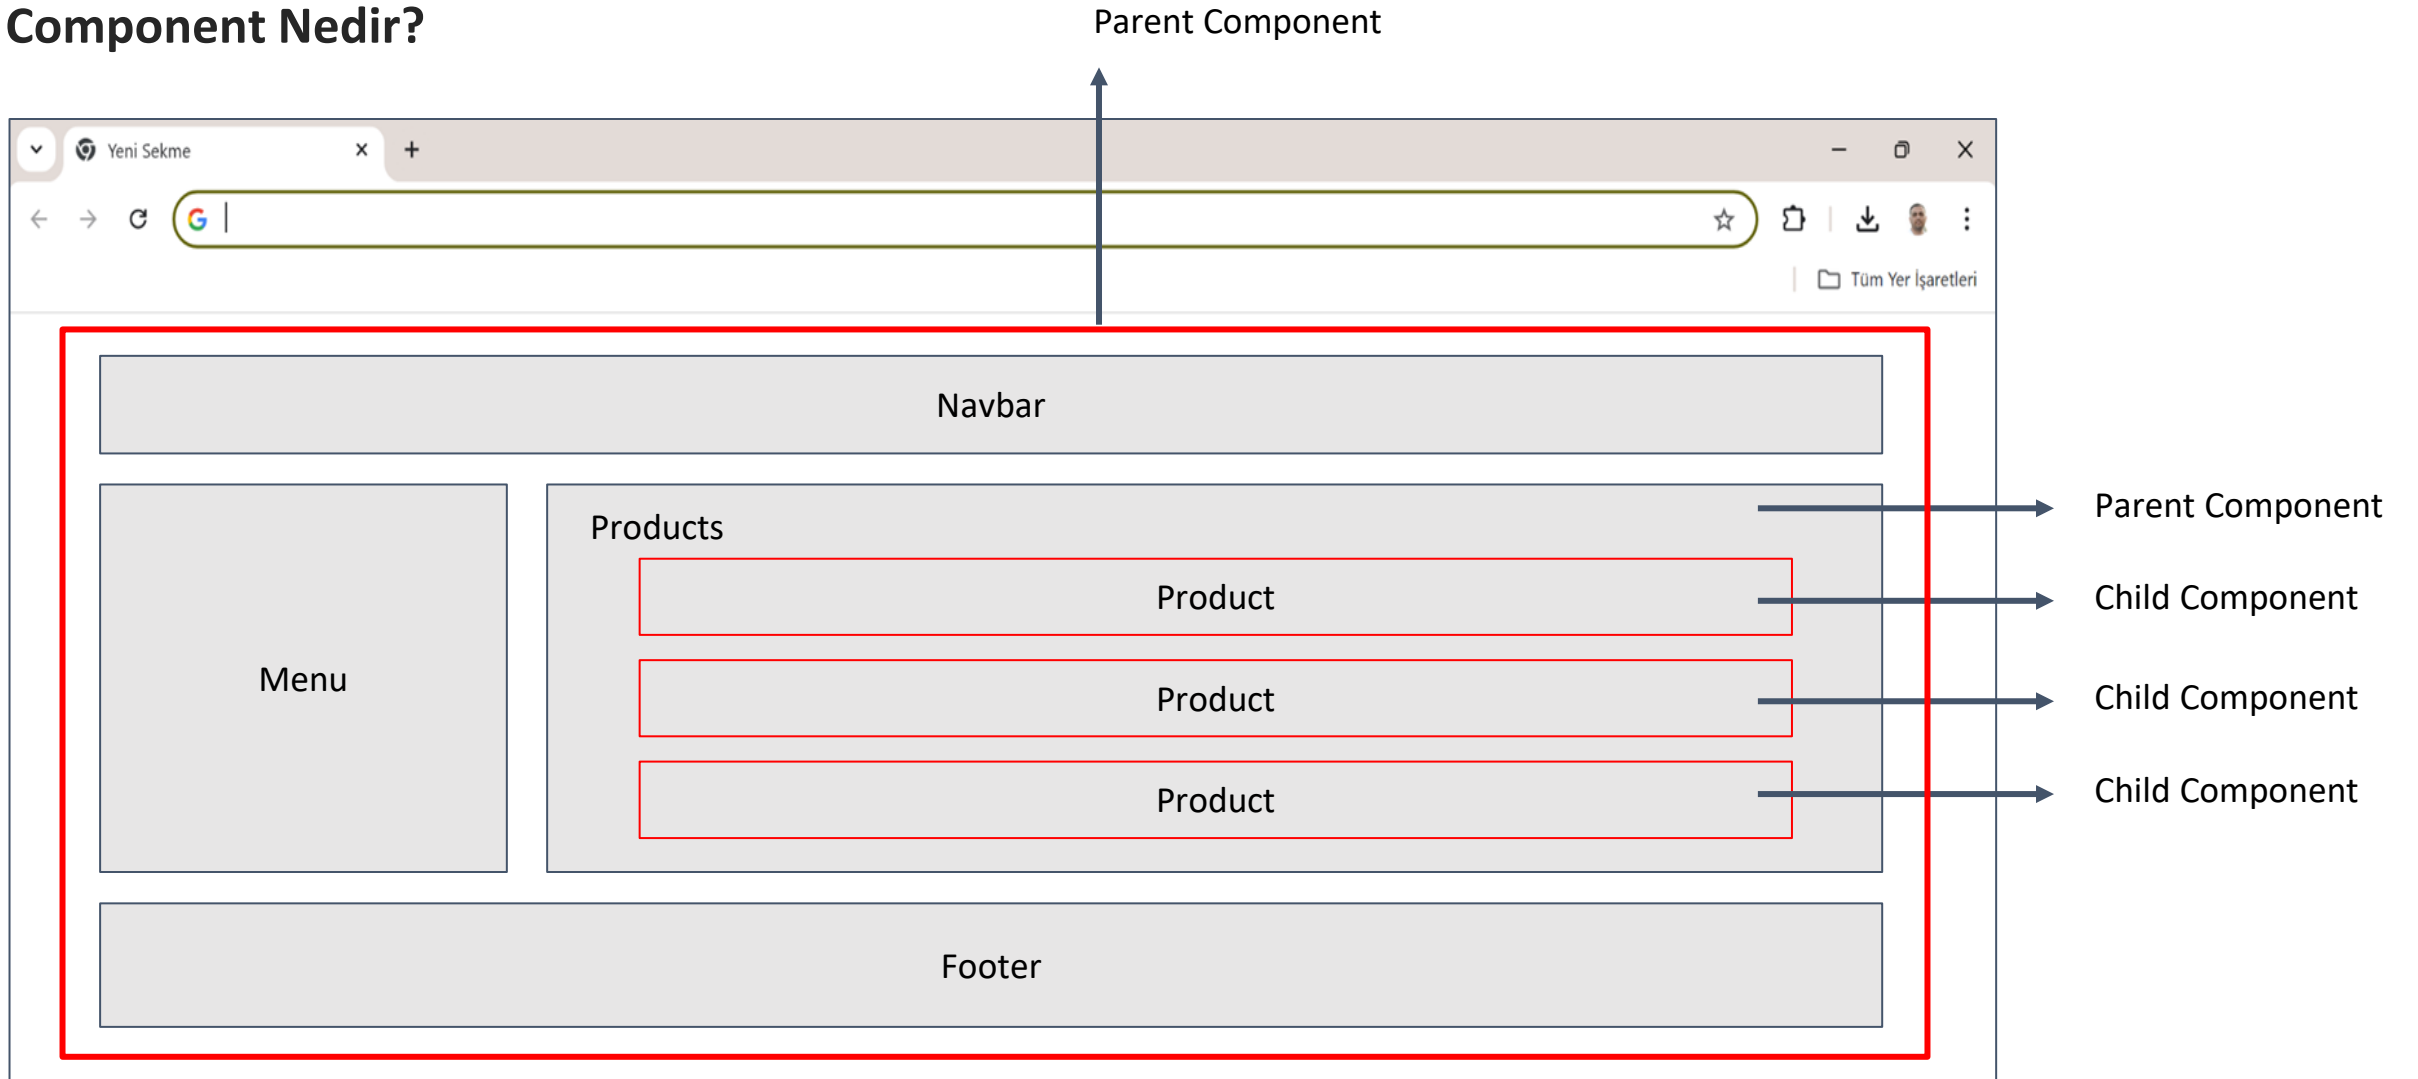 Component Nedir?
Parent Component
Yeni Sekme
Tüm Yer İşaretleri
Navbar
Menu
Products
Parent Component
Product
Child Component
Product
Child Component
Product
Child Component
Footer